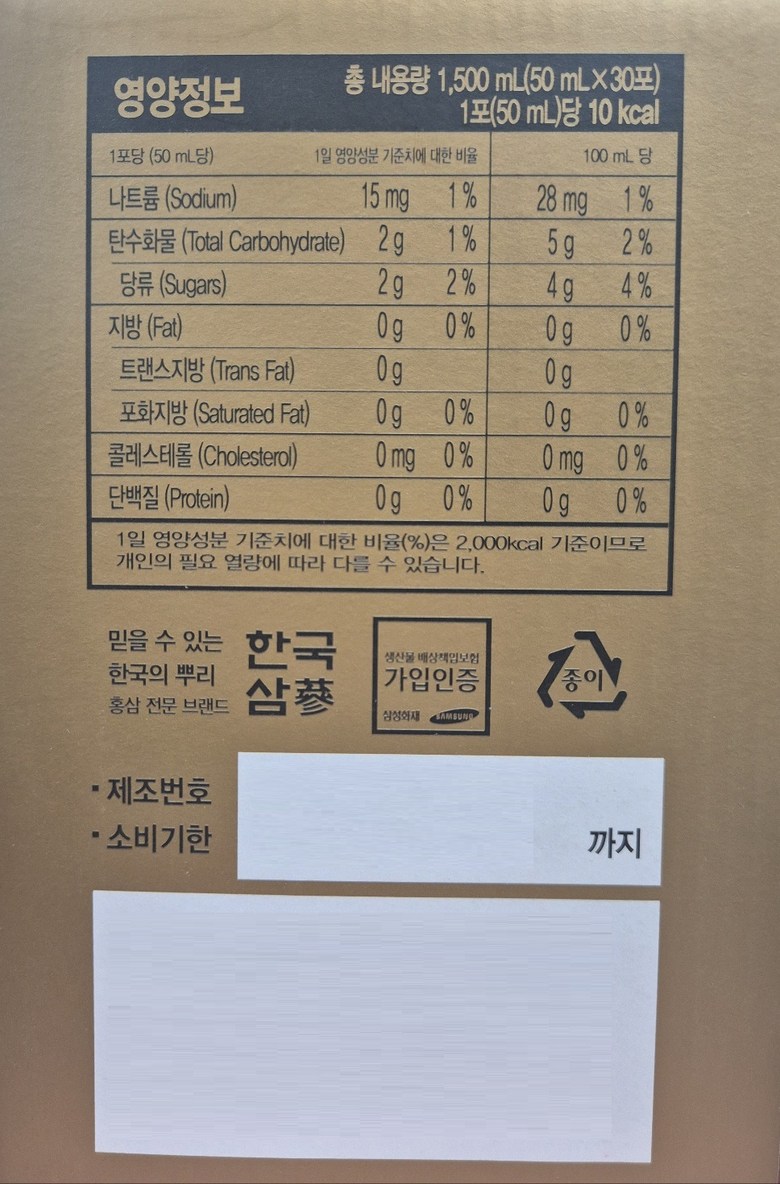 영양정보
총 내용량 1,500 mL(50 mL×30포)
1포(50 mL)당 10 kcal
1포당 (50 mL당) 1일 영양성분 기준치에 대한 비율 100 mL 당
나트륨 (Sodium) 15 mg 1 % 28 mg 1 %
탄수화물 (Total Carbohydrate) 2 g 1 % 5 g 2 %
당류 (Sugars) 2 g 2 % 4 g 4 %
지방 (Fat) 0 g 0 % 0 g 0 %
트랜스지방 (Trans Fat) 0 g 0 g
포화지방 (Saturated Fat) 0 g 0 % 0 g 0 %
콜레스테롤 (Cholesterol) 0 mg 0 % 0 mg 0 %
단백질 (Protein) 0 g 0 % 0 g 0 %
1일 영양성분 기준치에 대한 비율(%)은 2,000kcal 기준이므로
개인의 필요 열량에 따라 다를 수 있습니다.
믿을 수 있는
한국의 뿌리
홍삼 전문 브랜드
한국
삼蔘
생산물 배상책임보험
가입인증
삼성화재 SAMSUNG
종이
▪ 제조번호
▪ 소비기한 까지